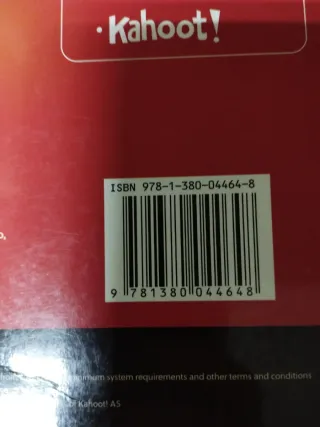 Kahoot!
ISBN 978-1-380-04464-8
9 781380 044648
minimum system requirements and other terms and conditions
Kahoot! AS